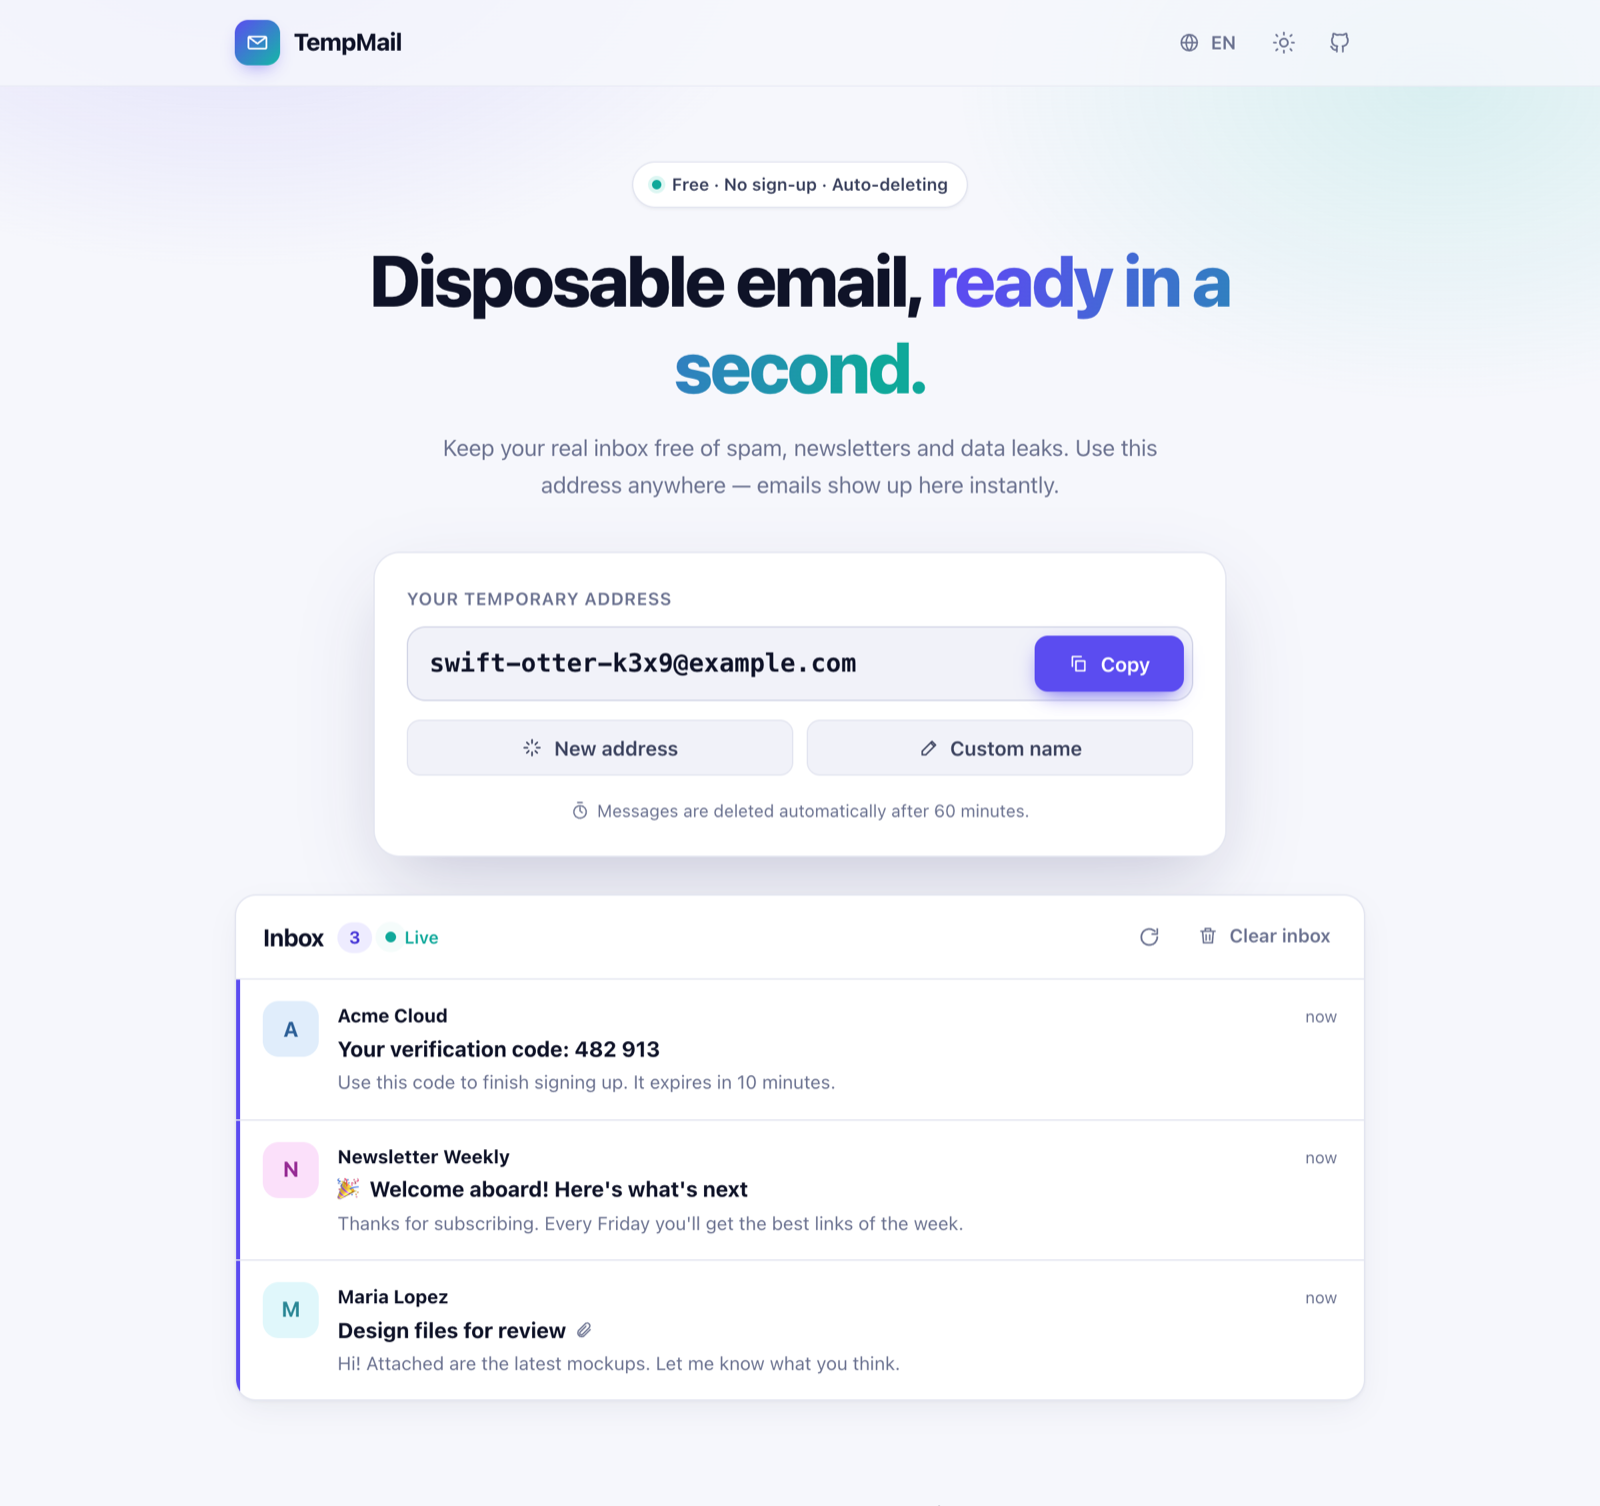 TempMail
EN
Free · No sign-up · Auto-deleting
Disposable email, ready in a
second.
Keep your real inbox free of spam, newsletters and data leaks. Use this
address anywhere — emails show up here instantly.
YOUR TEMPORARY ADDRESS
swift-otter-k3x9@example.com
Copy
New address
Custom name
Messages are deleted automatically after 60 minutes.
Inbox 3 Live
Clear inbox
A
Acme Cloud
now
Your verification code: 482 913
Use this code to finish signing up. It expires in 10 minutes.
N
Newsletter Weekly
now
🎉 Welcome aboard! Here's what's next
Thanks for subscribing. Every Friday you'll get the best links of the week.
M
Maria Lopez
now
Design files for review
Hi! Attached are the latest mockups. Let me know what you think.